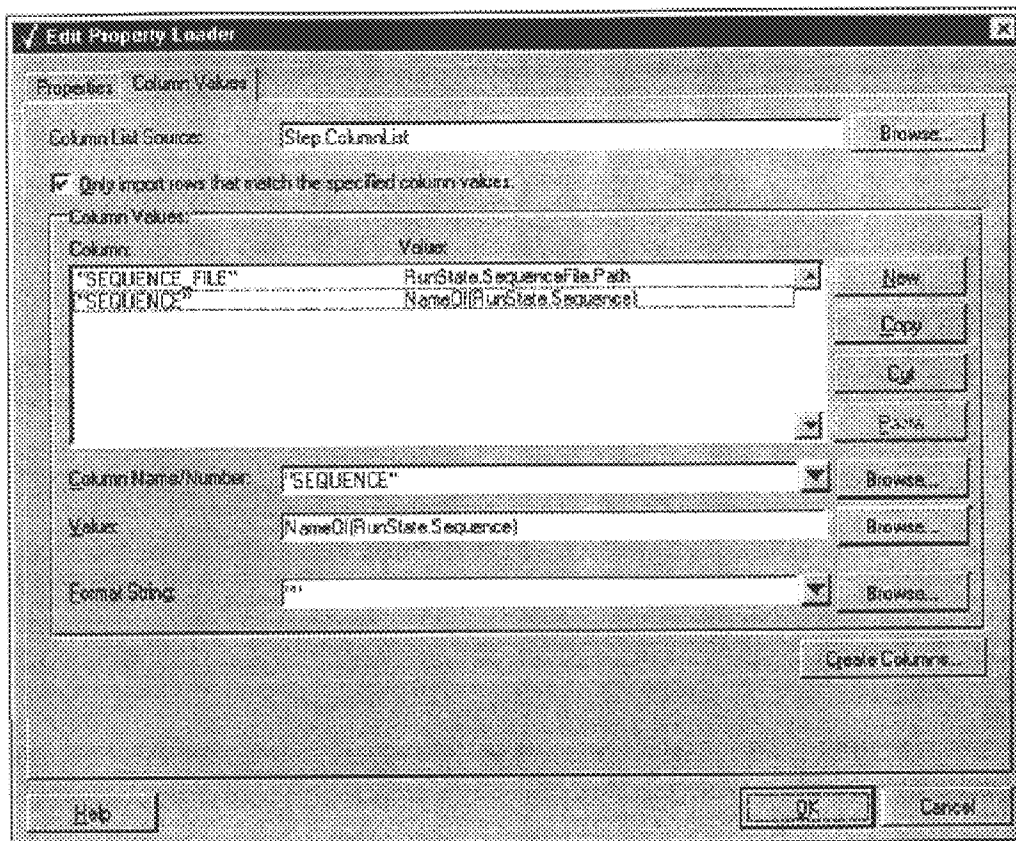 Edit Property Loader
Properties Column Values
Column List Source: Step.ColumnList Browse...
Only import rows that match the specified column values.
Column Values:
Column: Value:
"SEQUENCE_FILE" RunState.SequenceFile.Path New
"SEQUENCE" NameOf(RunState.Sequence)
Copy
Cut
Paste
Column Name/Number: "SEQUENCE" Browse...
Value: NameOf(RunState.Sequence) Browse...
Format String: "" Browse...
Create Columns...
Help OK Cancel